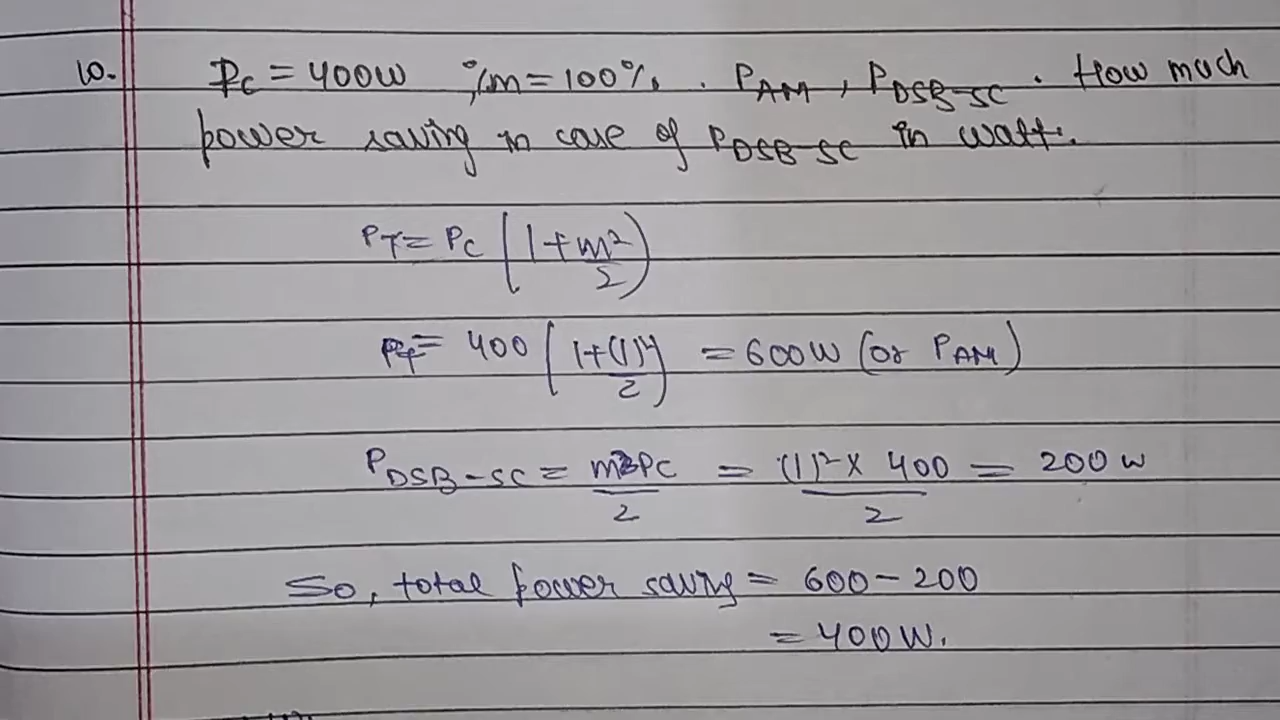 10. Pc = 400W ; %m = 100% . PAM , PDSB-SC . How much
power saving in case of PDSB-SC in watt.
PT = Pc (1 + m²/2)
PT = 400 (1 + (1)²/2) = 600W (or PAM)
PDSB-SC = m²Pc/2 = (1)² x 400/2 = 200 W
So, total power saving = 600 - 200
= 400W.